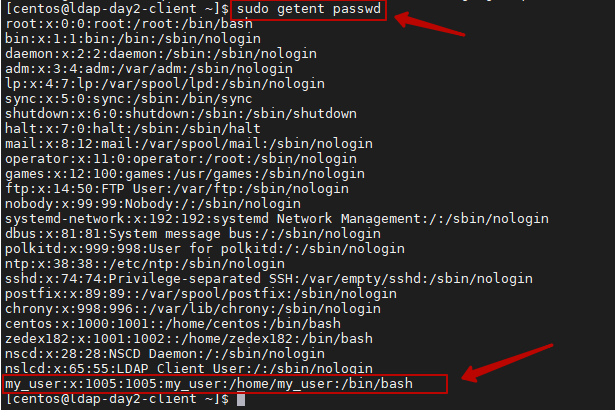 [centos@ldap-day2-client ~]$ sudo getent passwd
root:x:0:0:root:/root:/bin/bash
bin:x:1:1:bin:/bin:/sbin/nologin
daemon:x:2:2:daemon:/sbin:/sbin/nologin
adm:x:3:4:adm:/var/adm:/sbin/nologin
lp:x:4:7:lp:/var/spool/lpd:/sbin/nologin
sync:x:5:0:sync:/sbin:/bin/sync
shutdown:x:6:0:shutdown:/sbin:/sbin/shutdown
halt:x:7:0:halt:/sbin:/sbin/halt
mail:x:8:12:mail:/var/spool/mail:/sbin/nologin
operator:x:11:0:operator:/root:/sbin/nologin
games:x:12:100:games:/usr/games:/sbin/nologin
ftp:x:14:50:FTP User:/var/ftp:/sbin/nologin
nobody:x:99:99:Nobody:/:/sbin/nologin
systemd-network:x:192:192:systemd Network Management:/:/sbin/nologin
dbus:x:81:81:System message bus:/:/sbin/nologin
polkitd:x:999:998:User for polkitd:/:/sbin/nologin
ntp:x:38:38::/etc/ntp:/sbin/nologin
sshd:x:74:74:Privilege-separated SSH:/var/empty/sshd:/sbin/nologin
postfix:x:89:89::/var/spool/postfix:/sbin/nologin
chrony:x:998:996::/var/lib/chrony:/sbin/nologin
centos:x:1000:1001::/home/centos:/bin/bash
zedex182:x:1001:1002::/home/zedex182:/bin/bash
nscd:x:28:28:NSCD Daemon:/:/sbin/nologin
nslcd:x:65:55:LDAP Client User:/:/sbin/nologin
my_user:x:1005:1005:my_user:/home/my_user:/bin/bash
[centos@ldap-day2-client ~]$